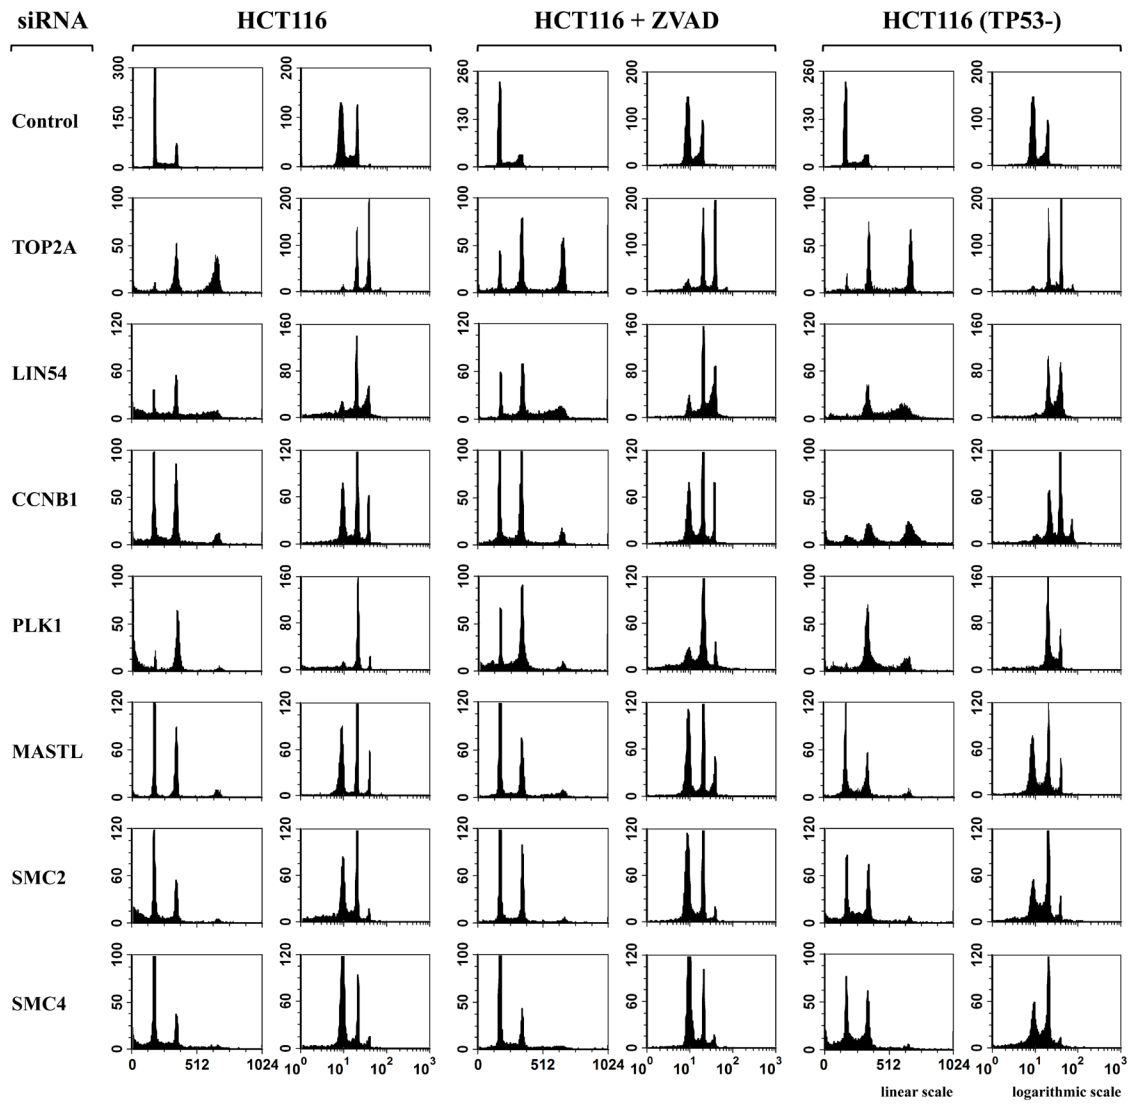 siRNA HCT116 HCT116 + ZVAD HCT116 (TP53-)
Control
300 150 0 200 100 0 260 130 0 200 100 0 260 130 0 200 100 0
TOP2A
100 50 0 200 100 0 100 50 0 200 100 0 100 50 0 200 100 0
LIN54
120 60 0 160 80 0 120 60 0 160 80 0 120 60 0 160 80 0
CCNB1
100 50 0 120 60 0 100 50 0 120 60 0 100 50 0 120 60 0
PLK1
100 50 0 160 80 0 100 50 0 120 60 0 100 50 0 160 80 0
MASTL
120 60 0 120 60 0 120 60 0 120 60 0 120 60 0 120 60 0
SMC2
120 60 0 120 60 0 120 60 0 120 60 0 120 60 0 120 60 0
SMC4
100 50 0 120 60 0 100 50 0 120 60 0 100 50 0 120 60 0
0 512 1024 10⁰ 10¹ 10² 10³ 0 512 1024 10⁰ 10¹ 10² 10³ 0 512 1024 10⁰ 10¹ 10² 10³
linear scale logarithmic scale